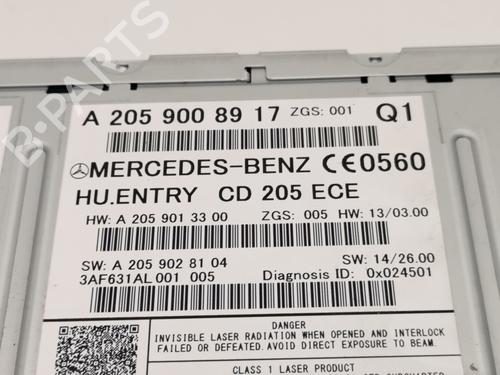 A 205 900 89 17 ZGS: 001 Q1
MERCEDES-BENZ CE0560
HU.ENTRY CD 205 ECE
HW: A 205 901 33 00 ZGS: 005 HW: 13/03.00
SW: A 205 902 81 04 SW: 14/26.00
3AF631AL 001 005 Diagnosis ID: 0x024501
DANGER
INVISIBLE LASER RADIATION WHEN OPENED AND INTERLOCK
FAILED OR DEFEATED. AVOID DIRECT EXPOSURE TO BEAM.
CLASS 1 LASER PRODUCT